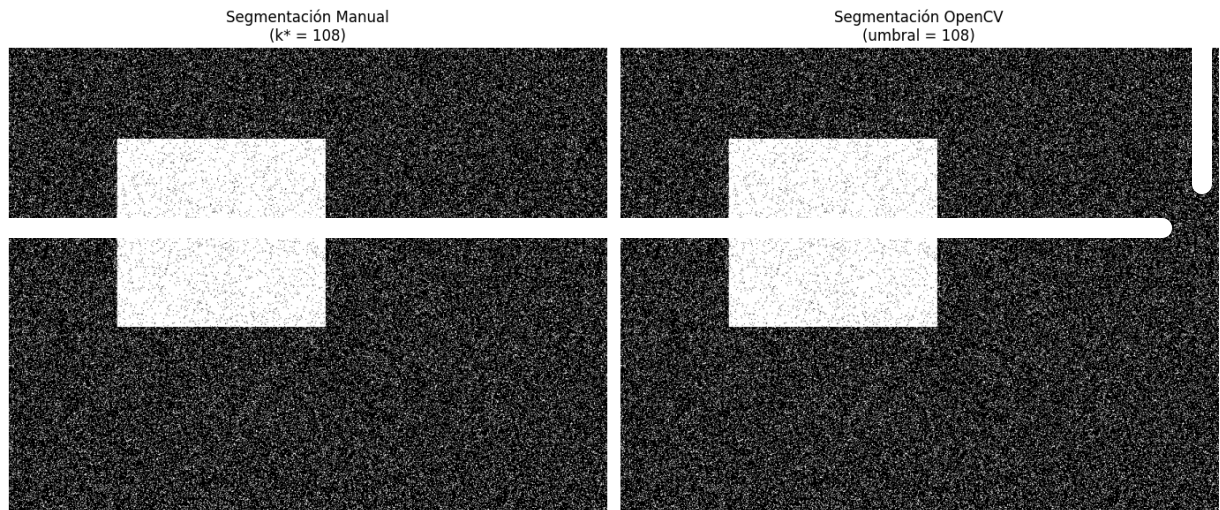 Segmentación Manual
(k* = 108)
Segmentación OpenCV
(umbral = 108)